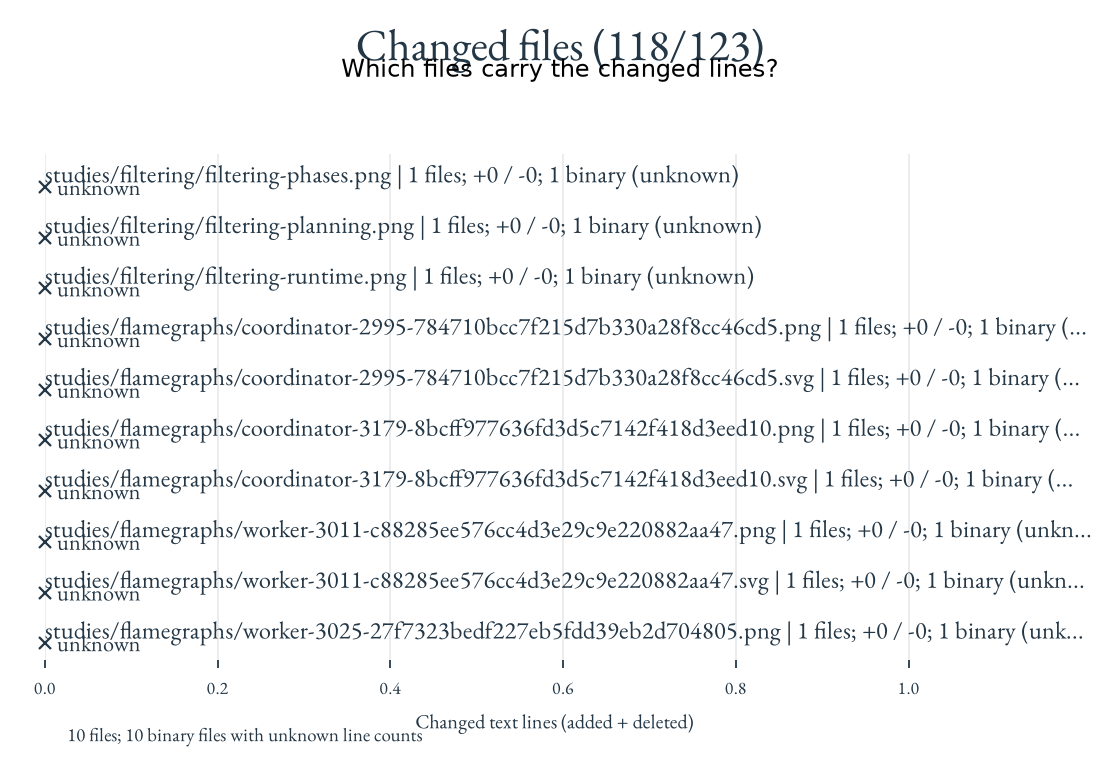 Changed files (118/123)
Which files carry the changed lines?
studies/filtering/filtering-phases.png | 1 files; +0 / -0; 1 binary (unknown)
unknown
studies/filtering/filtering-planning.png | 1 files; +0 / -0; 1 binary (unknown)
unknown
studies/filtering/filtering-runtime.png | 1 files; +0 / -0; 1 binary (unknown)
unknown
studies/flamegraphs/coordinator-2995-784710bcc7f215d7b330a28f8cc46cd5.png | 1 files; +0 / -0; 1 binary (...
unknown
studies/flamegraphs/coordinator-2995-784710bcc7f215d7b330a28f8cc46cd5.svg | 1 files; +0 / -0; 1 binary (...
unknown
studies/flamegraphs/coordinator-3179-8bcff977636fd3d5c7142f418d3eed10.png | 1 files; +0 / -0; 1 binary (...
unknown
studies/flamegraphs/coordinator-3179-8bcff977636fd3d5c7142f418d3eed10.svg | 1 files; +0 / -0; 1 binary (...
unknown
studies/flamegraphs/worker-3011-c88285ee576cc4d3e29c9e220882aa47.png | 1 files; +0 / -0; 1 binary (unkn...
unknown
studies/flamegraphs/worker-3011-c88285ee576cc4d3e29c9e220882aa47.svg | 1 files; +0 / -0; 1 binary (unkn...
unknown
studies/flamegraphs/worker-3025-27f7323bedf227eb5fdd39eb2d704805.png | 1 files; +0 / -0; 1 binary (unk...
unknown
0.0 0.2 0.4 0.6 0.8 1.0
Changed text lines (added + deleted)
10 files; 10 binary files with unknown line counts